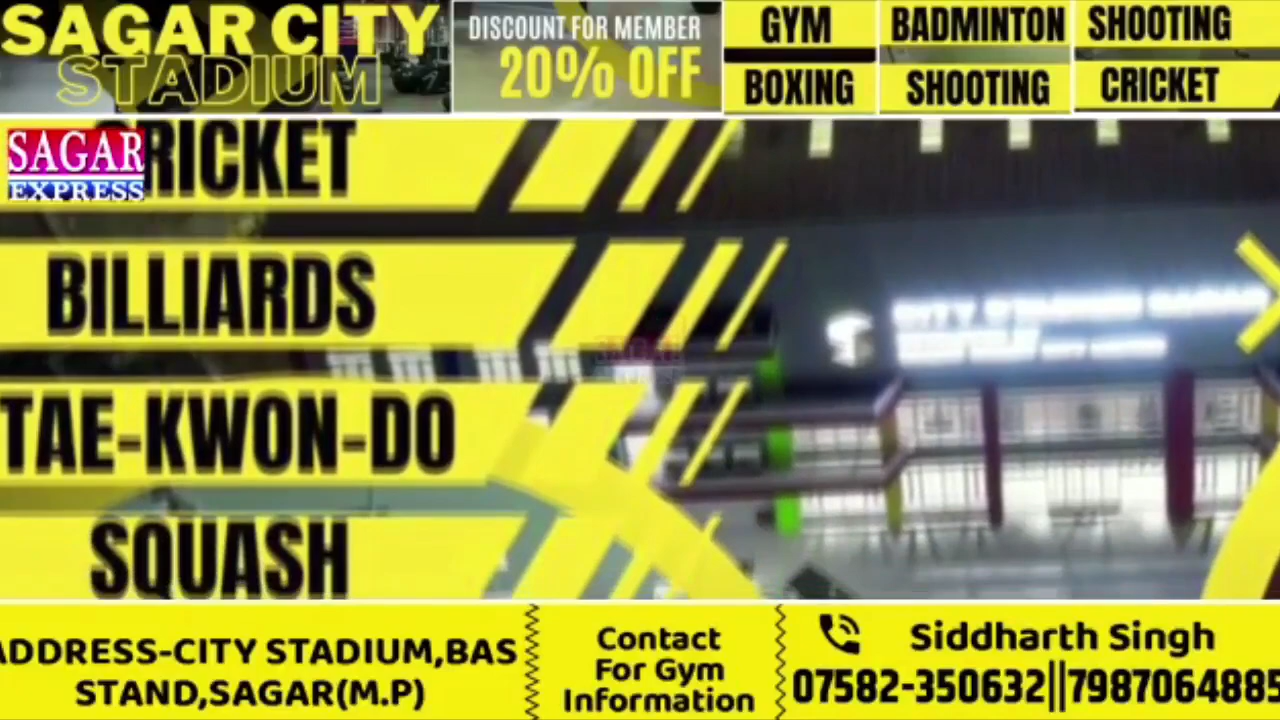 SAGAR CITY
STADIUM
DISCOUNT FOR MEMBER
20% OFF
GYM
BOXING
BADMINTON
SHOOTING
SHOOTING
CRICKET
SAGAR
EXPRESS
CRICKET
BILLIARDS
TAE-KWON-DO
SQUASH
ADDRESS-CITY STADIUM,BAS
STAND,SAGAR(M.P)
Contact
For Gym
Information
Siddharth Singh
07582-350632||7987064885